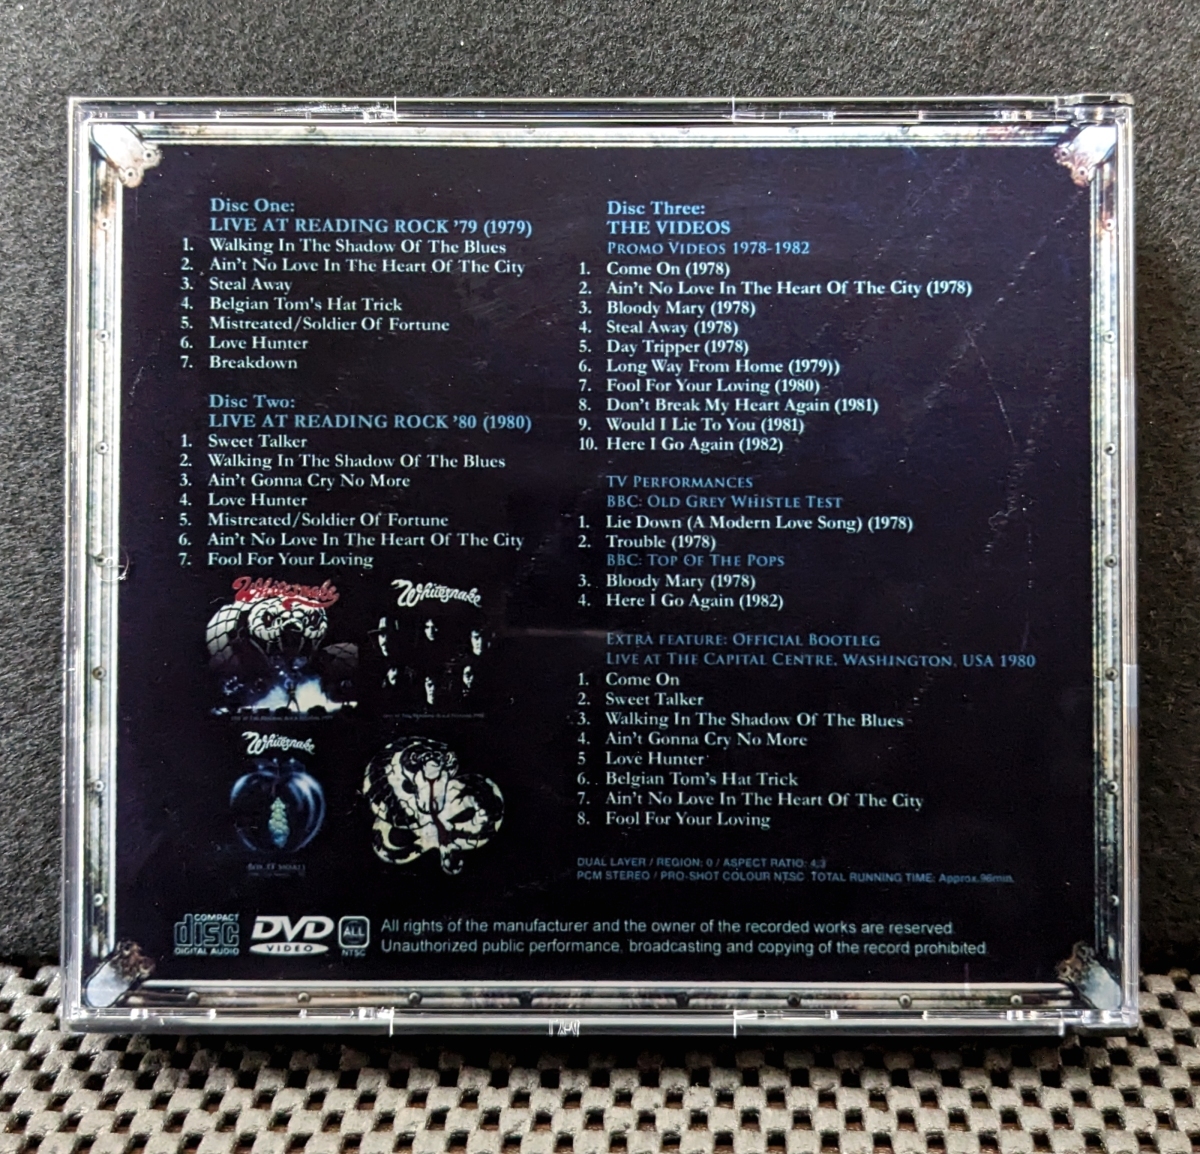 Disc One:
LIVE AT READING ROCK '79 (1979)
1. Walking In The Shadow Of The Blues
2. Ain't No Love In The Heart Of The City
3. Steal Away
4. Belgian Tom's Hat Trick
5. Mistreated/Soldier Of Fortune
6. Love Hunter
7. Breakdown
Disc Two:
LIVE AT READING ROCK '80 (1980)
1. Sweet Talker
2. Walking In The Shadow Of The Blues
3. Ain't Gonna Cry No More
4. Love Hunter
5. Mistreated/Soldier Of Fortune
6. Ain't No Love In The Heart Of The City
7. Fool For Your Loving
Whitesnake
Whitesnake
Whitesnake
Disc Three:
THE VIDEOS
PROMO VIDEOS 1978-1982
1. Come On (1978)
2. Ain't No Love In The Heart Of The City (1978)
3. Bloody Mary (1978)
4. Steal Away (1978)
5. Day Tripper (1978)
6. Long Way From Home (1979))
7. Fool For Your Loving (1980)
8. Don't Break My Heart Again (1981)
9. Would I Lie To You (1981)
10. Here I Go Again (1982)
TV PERFORMANCES
BBC: OLD GREY WHISTLE TEST
1. Lie Down (A Modern Love Song) (1978)
2. Trouble (1978)
BBC: TOP OF THE POPS
3. Bloody Mary (1978)
4. Here I Go Again (1982)
EXTRA FEATURE: OFFICIAL BOOTLEG
LIVE AT THE CAPITAL CENTRE, WASHINGTON, USA 1980
1. Come On
2. Sweet Talker
3. Walking In The Shadow Of The Blues
4. Ain't Gonna Cry No More
5 Love Hunter
6. Belgian Tom's Hat Trick
7. Ain't No Love In The Heart Of The City
8. Fool For Your Loving
DUAL LAYER / REGION: 0 / ASPECT RATIO: 4:3
PCM STEREO / PRO-SHOT COLOUR NTSC TOTAL RUNNING TIME: Approx.96min.
COMPACT
disc
DIGITAL AUDIO
DVD
VIDEO
ALL
NTSC
All rights of the manufacturer and the owner of the recorded works are reserved.
Unauthorized public performance, broadcasting and copying of the record prohibited